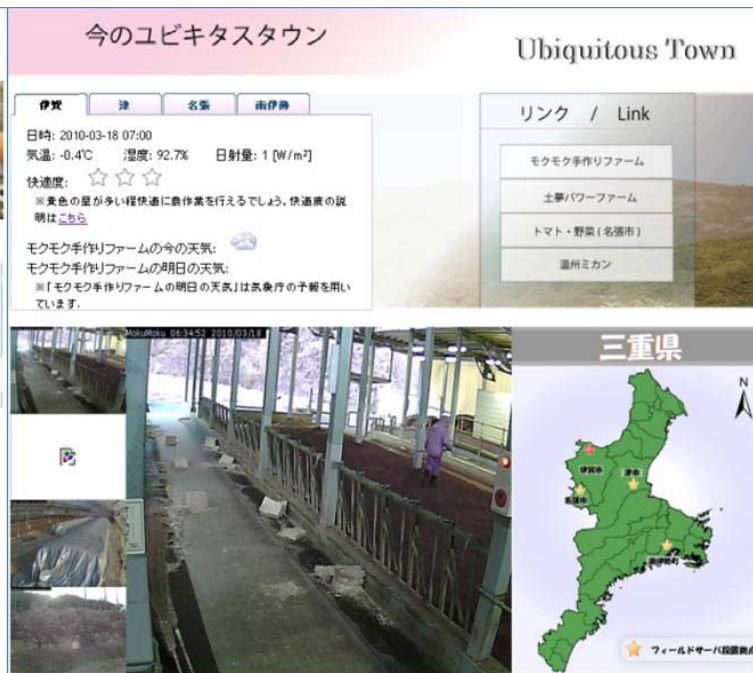 今のユビキタスタウン
Ubiquitous Town
伊賀
津
名張
南伊勢
日時: 2010-03-18 07:00
気温: -0.4℃ 湿度: 92.7% 日射量: 1 [W/m²]
快適度: ☆ ☆ ☆
※黄色の星が多い程快適に農作業を行えるでしょう。快適度の説
明はこちら
モクモク手作りファームの今の天気:
モクモク手作りファームの明日の天気:
※「モクモク手作りファームの明日の天気」は気象庁の予報を用い
ています.
リンク / Link
モクモク手作りファーム
土夢パワーファーム
トマト・野菜(名張市)
温州ミカン
MokuMoku 06:34:52 2010/03/18
三重県
N
伊賀市
津市
名張市
南伊勢町
フィールドサーバ設置拠点